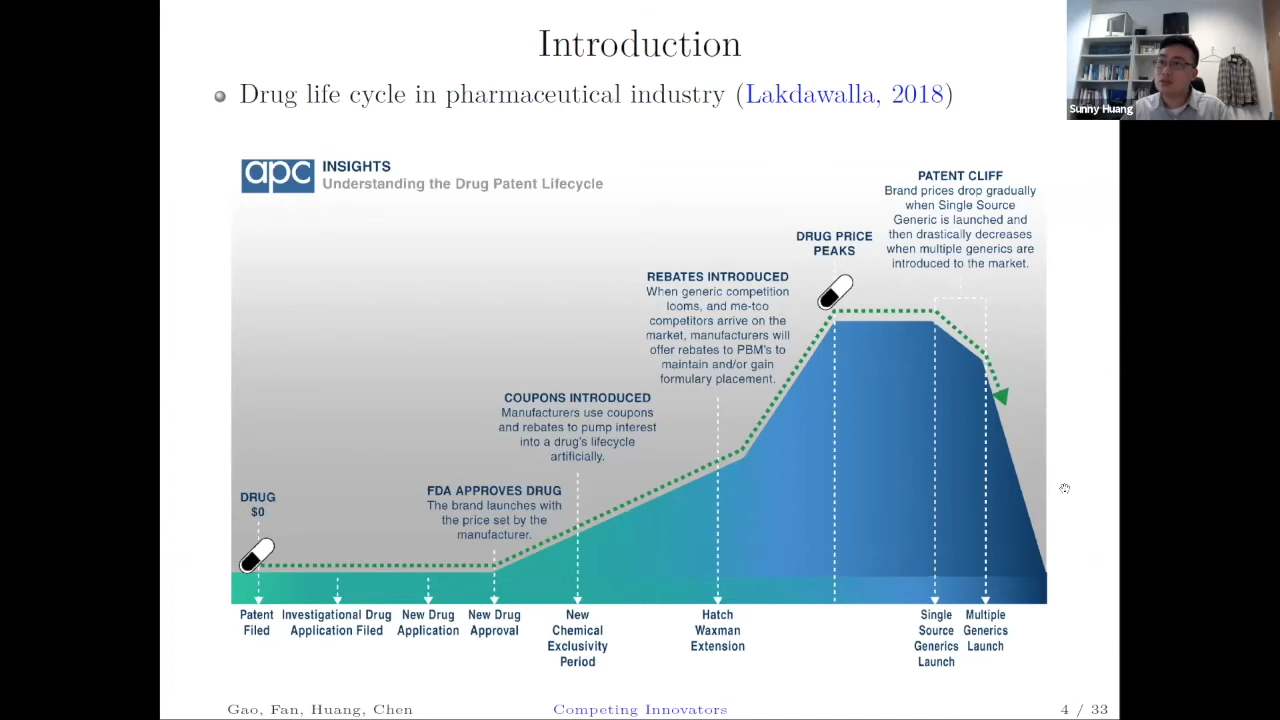 Introduction
Drug life cycle in pharmaceutical industry (Lakdawalla, 2018)
Sunny Huang
apc INSIGHTS
Understanding the Drug Patent Lifecycle
PATENT CLIFF
Brand prices drop gradually
when Single Source
Generic is launched and
then drastically decreases
when multiple generics are
introduced to the market.
DRUG PRICE
PEAKS
REBATES INTRODUCED
When generic competition
looms, and me-too
competitors arrive on the
market, manufacturers will
offer rebates to PBM's to
maintain and/or gain
formulary placement.
COUPONS INTRODUCED
Manufacturers use coupons
and rebates to pump interest
into a drug's lifecycle
artificially.
FDA APPROVES DRUG
The brand launches with
the price set by the
manufacturer.
DRUG
$0
Patent
Filed
Investigational Drug
Application Filed
New Drug
Application
New Drug
Approval
New
Chemical
Exclusivity
Period
Hatch
Waxman
Extension
Single
Source
Generics
Launch
Multiple
Generics
Launch
Gao, Fan, Huang, Chen
Competing Innovators
4 / 33